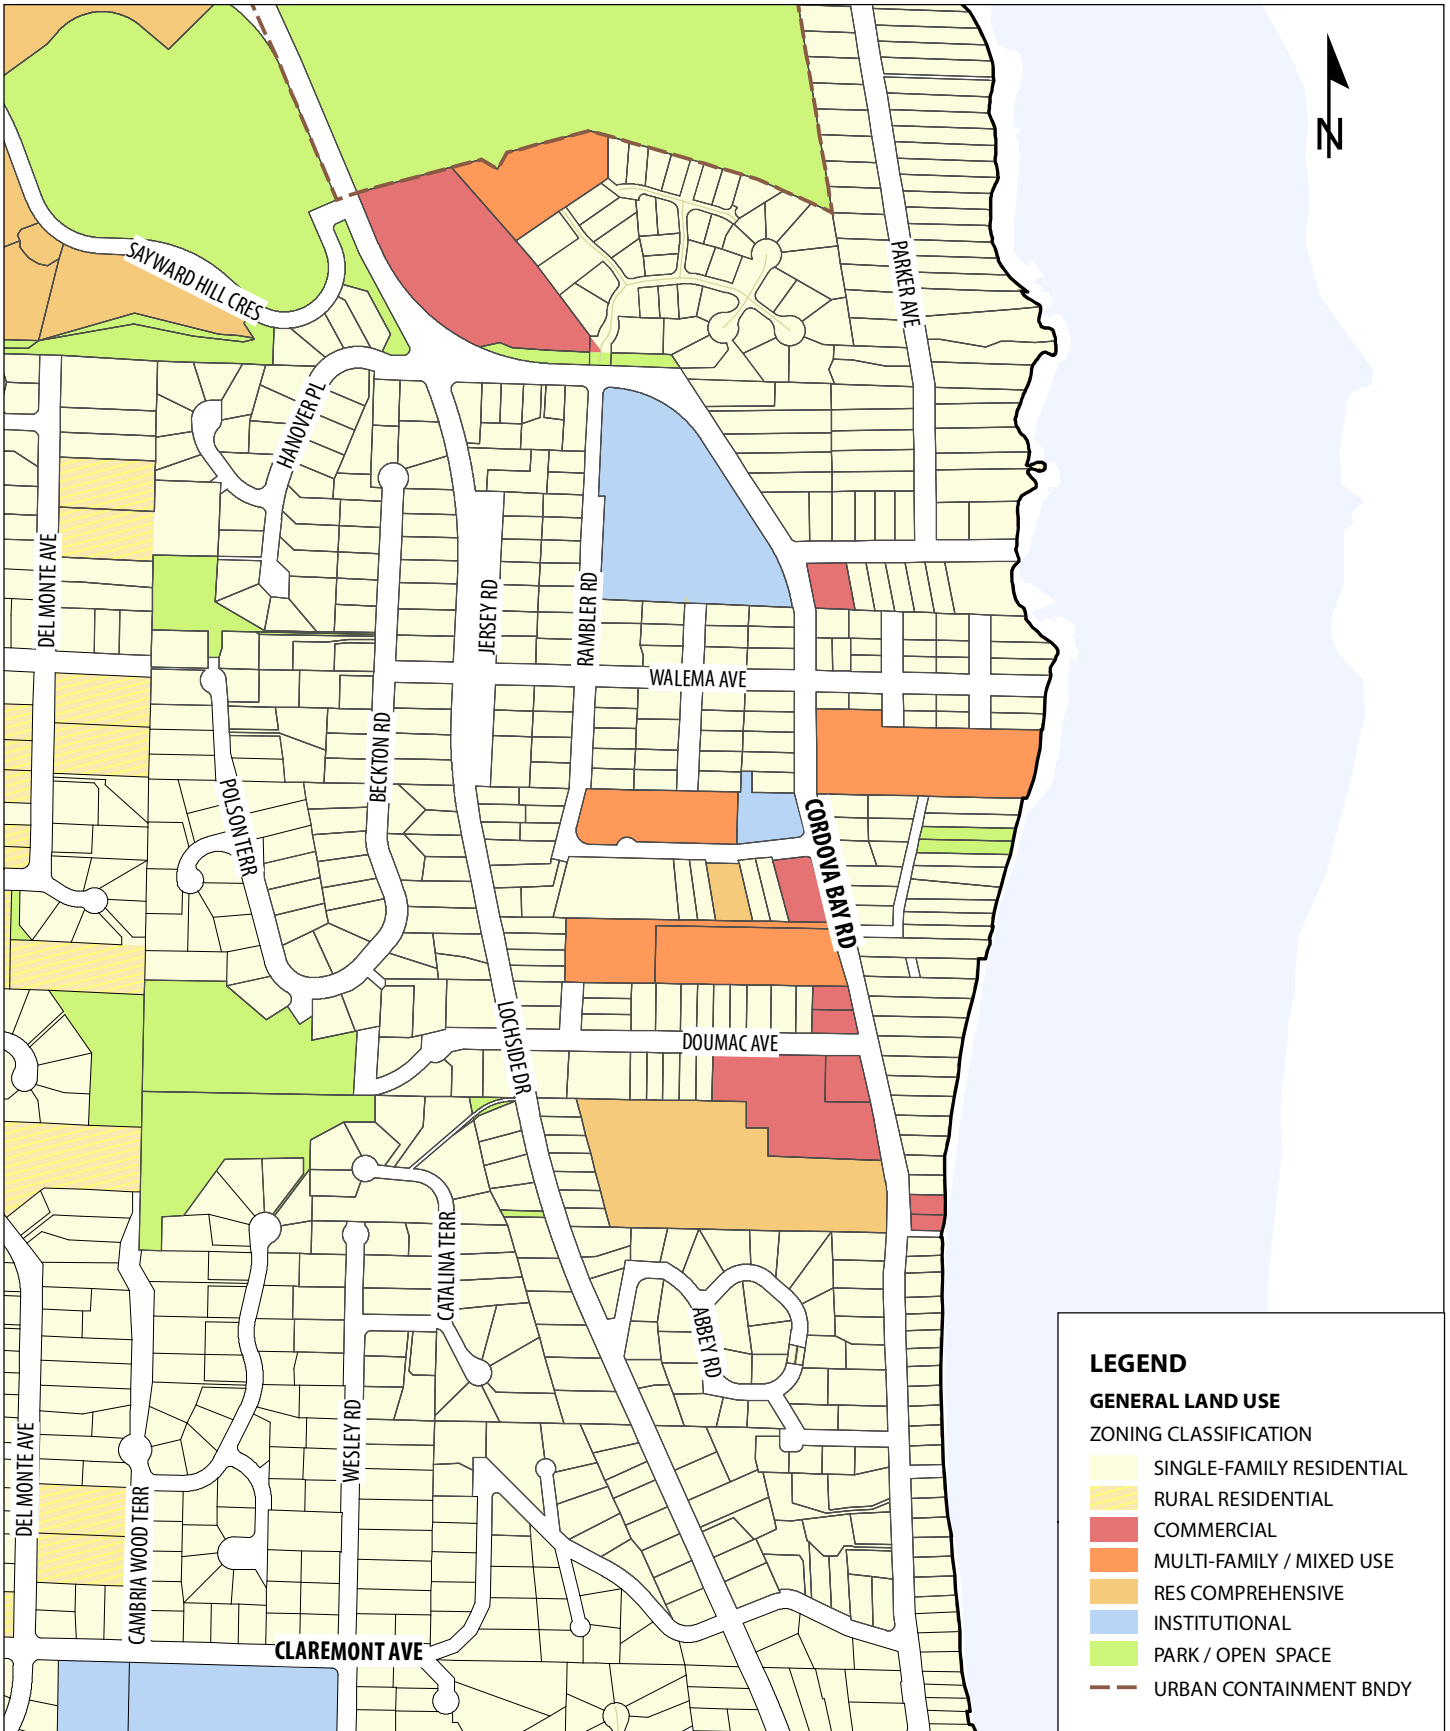 N
SAYWARD HILL CRES
PARKER AVE
HANOVER PL
DEL MONTE AVE
JERSEY RD
RAMBLER RD
WALEMA AVE
BECKTON RD
POLSON TERR
CORDOVA BAY RD
LOCHSIDE DR
DOUMAC AVE
CATALINA TERR
ABBEY RD
WESLEY RD
DEL MONTE AVE
CAMBRIA WOOD TERR
CLAREMONT AVE
LEGEND
GENERAL LAND USE
ZONING CLASSIFICATION
SINGLE-FAMILY RESIDENTIAL
RURAL RESIDENTIAL
COMMERCIAL
MULTI-FAMILY / MIXED USE
RES COMPREHENSIVE
INSTITUTIONAL
PARK / OPEN SPACE
URBAN CONTAINMENT BNDY